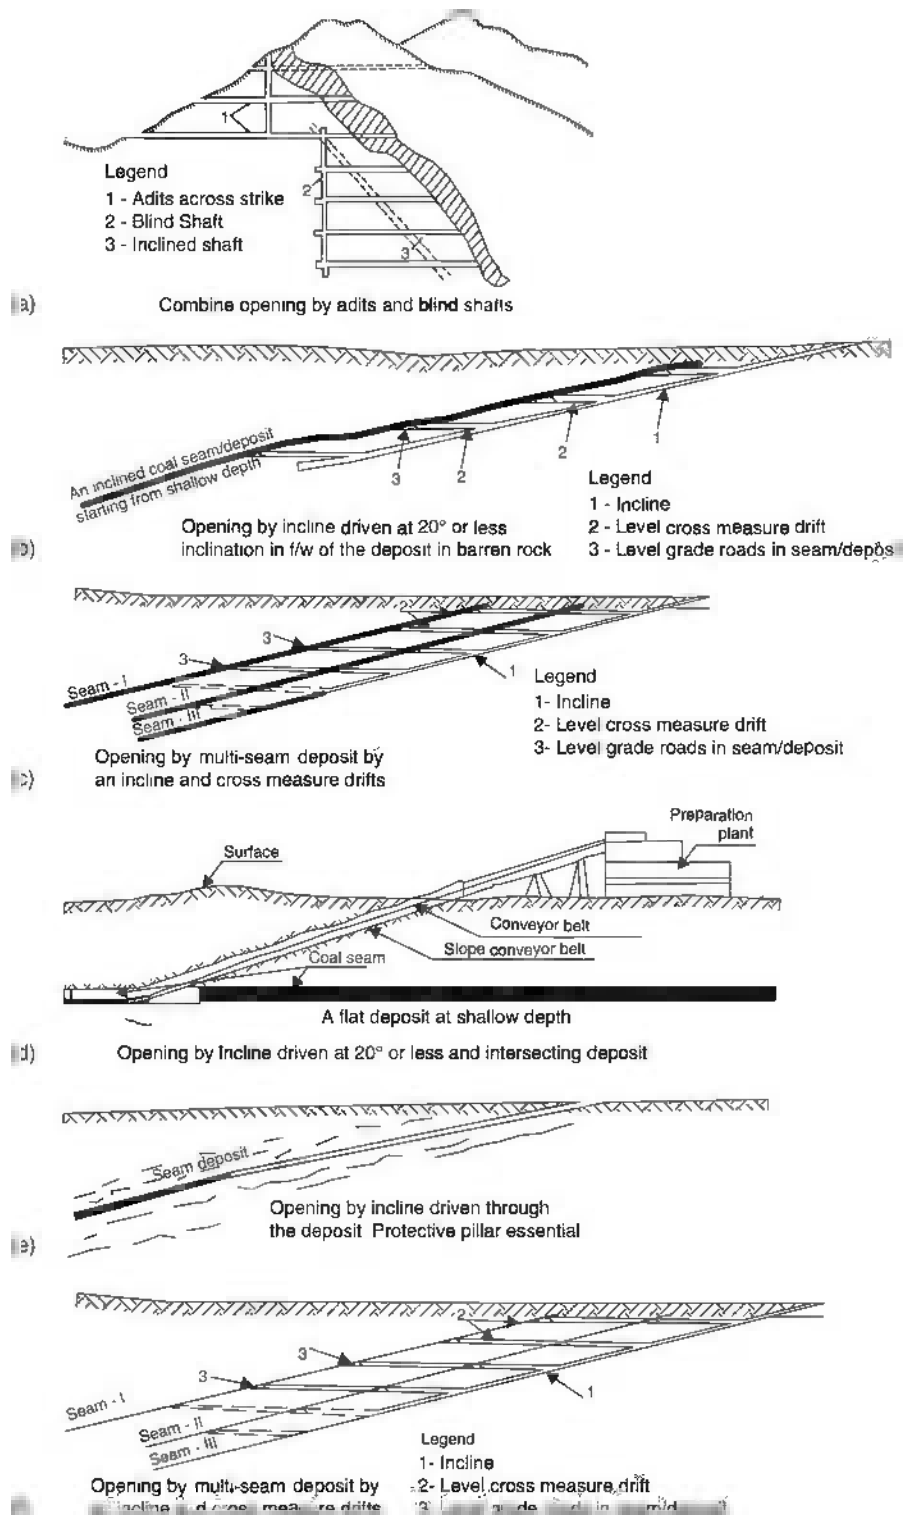 1
Legend
1 - Adits across strike
2
2 - Blind Shaft
3 - Inclined shaft
3
a)
Combine opening by adits and blind shafts
An inclined coal seam/deposit
starting from shallow depth
3
2
2
1
Legend
1 - Incline
2 - Level cross measure drift
3 - Level grade roads in seam/depos
Opening by incline driven at 20° or less
inclination in f/w of the deposit in barren rock
2
3
3
1
Seam - I
Seam - II
Seam - III
Legend
1- Incline
2- Level cross measure drift
3- Level grade roads in seam/deposit
Opening by multi-seam deposit by
an incline and cross measure drifts
c)
Preparation
plant
Surface
Conveyor belt
Slope conveyor belt
Coal seam
A flat deposit at shallow depth
d)
Opening by incline driven at 20° or less and intersecting deposit
Seam deposit
Opening by incline driven through
the deposit Protective pillar essential
e)
2
3
3
1
Seam - I
Seam - II
Seam - III
Legend
1- Incline
2- Level cross measure drift
Opening by multi-seam deposit by